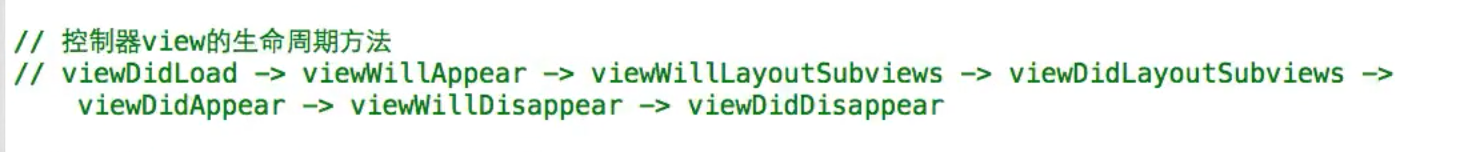 // 控制器view的生命周期方法
// viewDidLoad -> viewWillAppear -> viewWillLayoutSubviews -> viewDidLayoutSubviews ->
viewDidAppear -> viewWillDisappear -> viewDidDisappear